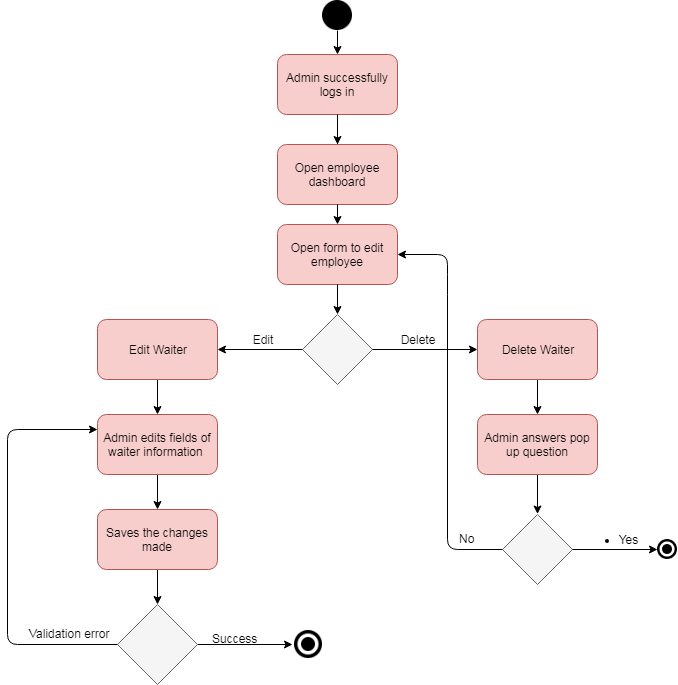 Admin successfully
logs in
Open employee
dashboard
Open form to edit
employee
Edit
Delete
Edit Waiter
Delete Waiter
Admin edits fields of
waiter information
Admin answers pop
up question
Saves the changes
made
No
• Yes
Validation error
Success